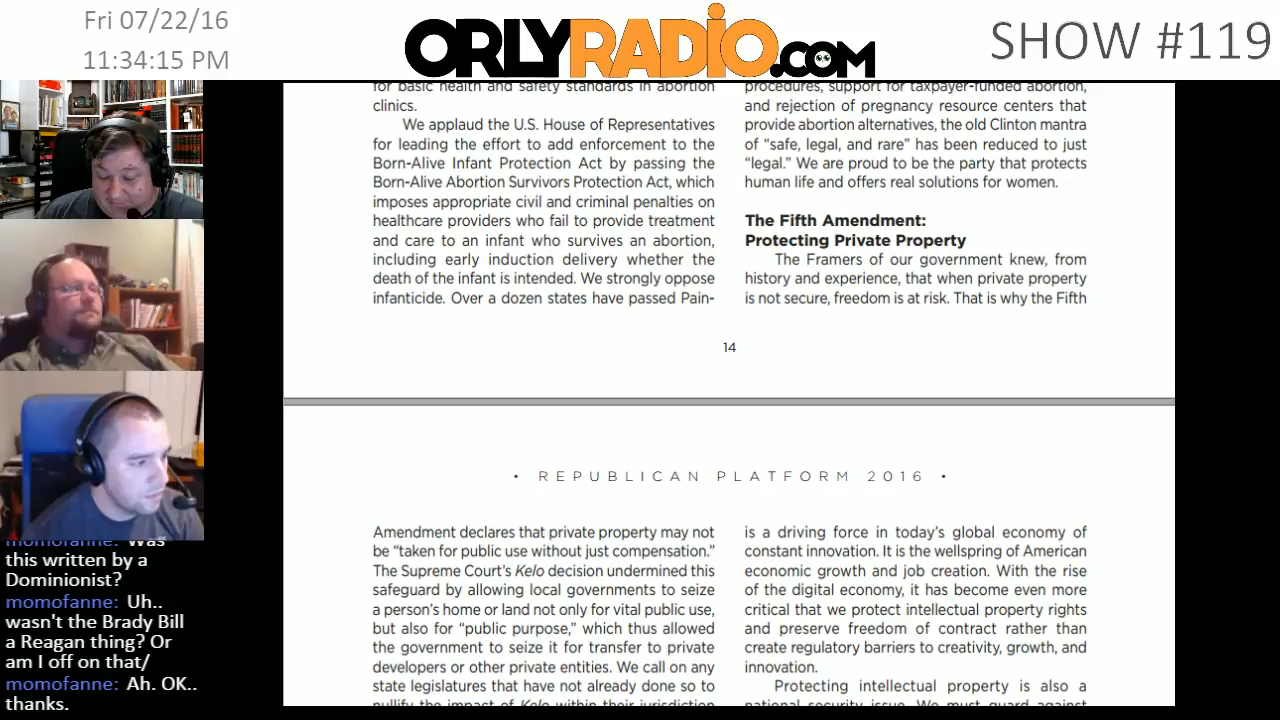 Fri 07/22/16
11:34:15 PM
ORLYRADIO.COM
SHOW #119
for basic health and safety standards in abortion
clinics.
We applaud the U.S. House of Representatives
for leading the effort to add enforcement to the
Born-Alive Infant Protection Act by passing the
Born-Alive Abortion Survivors Protection Act, which
imposes appropriate civil and criminal penalties on
healthcare providers who fail to provide treatment
and care to an infant who survives an abortion,
including early induction delivery whether the
death of the infant is intended. We strongly oppose
infanticide. Over a dozen states have passed Pain-
procedures, support for taxpayer-funded abortion,
and rejection of pregnancy resource centers that
provide abortion alternatives, the old Clinton mantra
of “safe, legal, and rare” has been reduced to just
“legal.” We are proud to be the party that protects
human life and offers real solutions for women.
The Fifth Amendment:
Protecting Private Property
The Framers of our government knew, from
history and experience, that when private property
is not secure, freedom is at risk. That is why the Fifth
14
• REPUBLICAN PLATFORM 2016 •
Amendment declares that private property may not
be “taken for public use without just compensation.”
The Supreme Court’s Kelo decision undermined this
safeguard by allowing local governments to seize
a person’s home or land not only for vital public use,
but also for “public purpose,” which thus allowed
the government to seize it for transfer to private
developers or other private entities. We call on any
state legislatures that have not already done so to
nullify the impact of Kelo within their jurisdiction
is a driving force in today’s global economy of
constant innovation. It is the wellspring of American
economic growth and job creation. With the rise
of the digital economy, it has become even more
critical that we protect intellectual property rights
and preserve freedom of contract rather than
create regulatory barriers to creativity, growth, and
innovation.
Protecting intellectual property is also a
national security issue. We must guard against
momofanne: Was
this written by a
Dominionist?
momofanne: Uh..
wasn't the Brady Bill
a Reagan thing? Or
am I off on that/
momofanne: Ah. OK..
thanks.